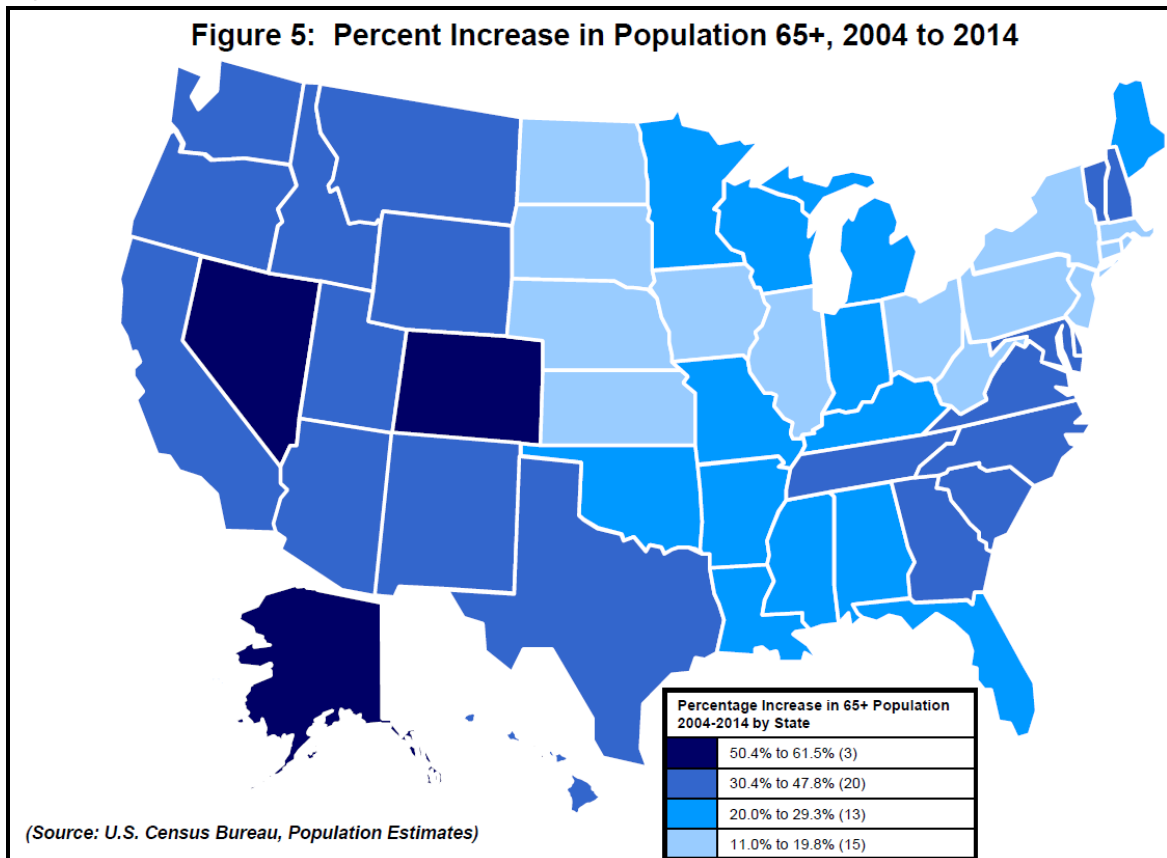 Figure 5: Percent Increase in Population 65+, 2004 to 2014
Percentage Increase in 65+ Population
2004-2014 by State
50.4% to 61.5% (3)
30.4% to 47.8% (20)
20.0% to 29.3% (13)
11.0% to 19.8% (15)
(Source: U.S. Census Bureau, Population Estimates)